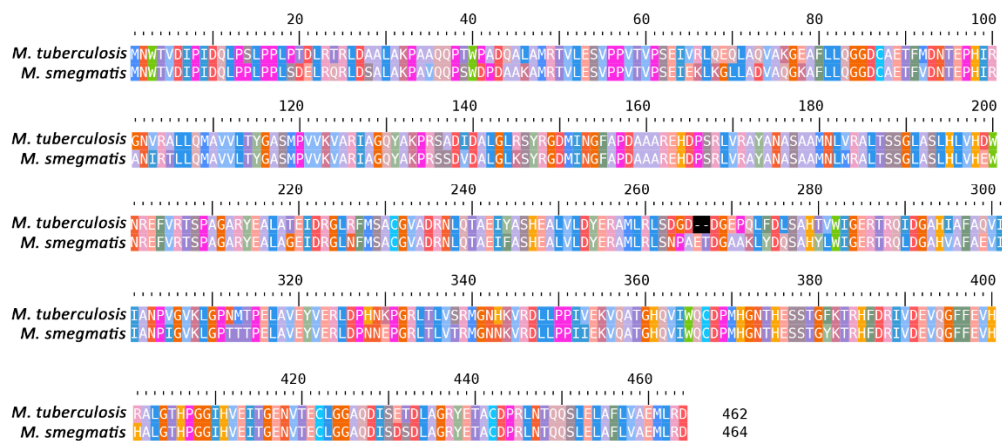 20 40 60 80 100
M. tuberculosis MNWTVDIPIDQLPSLPPLPTDLRTRLDAALAKPAAQQPTWPADQALAMRTVLESVPPVTVPSEIVRLQEQLAQVAKGEAFLLQGGDCAETFMDNTEPHIR
M. smegmatis MNWTVDIPIDQLPPLPPLSDELRQRLDSALAKPAVQQPSWDPDAAKAMRTVLESVPPVTVPSEIEKLKGLLADVAQGKAFLLQGGDCAETFVDNTEPHIR
120 140 160 180 200
M. tuberculosis GNVRALLQMAVVLTYGASMPVVKVARIAGQYAKPRSADIDALGLRSYRGDMINGFAPDAAAREHDPSRLVRAYANASAAMNLVRALTSSGLASLHLVHDW
M. smegmatis ANIRTLLQMAVVLTYGASMPVVKVARIAGQYAKPRSSDVDALGLKSYRGDMINGFAPDAAAREHDPSRLVRAYANASAAMNLMRALTSSGLASLHLVHEW
220 240 260 280 300
M. tuberculosis NREFVRTSPAGARYEALATEIDRGLRFMSACGVADRNLQTAEIYASHEALVLDYERAMLRLSDGD--DGEPQLFDLSAHTVWIGERTRQIDGAHIAFAQV
M. smegmatis NREFVRTSPAGARYEALAGEIDRGLNFMSACGVADRNLQTAEIFASHEALVLDYERAMLRLSNPAETDGAAKLYDQSAHYLWIGERTRQLDGAHVAFAEV
320 340 360 380 400
M. tuberculosis IANPVGVKLGPNMTPELAVEYVERLDPHNKPGRLTLVSRMGNHKVRDLLPPIVEKVQATGHQVIWQCDPMHGNTHESSTGFKTRHFDRIVDEVQGFFEVH
M. smegmatis IANPIGVKLGPTTTPELAVEYVERLDPNNEPGRLTLVTRMGNNKVRDLLPPIIEKVQATGHQVIWQCDPMHGNTHESSTGYKTRHFDRIVDEVQGFFEVH
420 440 460
M. tuberculosis RALGTHPGGIHVEITGENVTECLGGAQDISETDLAGRYETACDPRLNTQQSLELAFLVAEMLRD 462
M. smegmatis HALGTHPGGIHVEITGENVTECLGGAQDISDSDLAGRYETACDPRLNTQQSLELAFLVAEMLRD 464